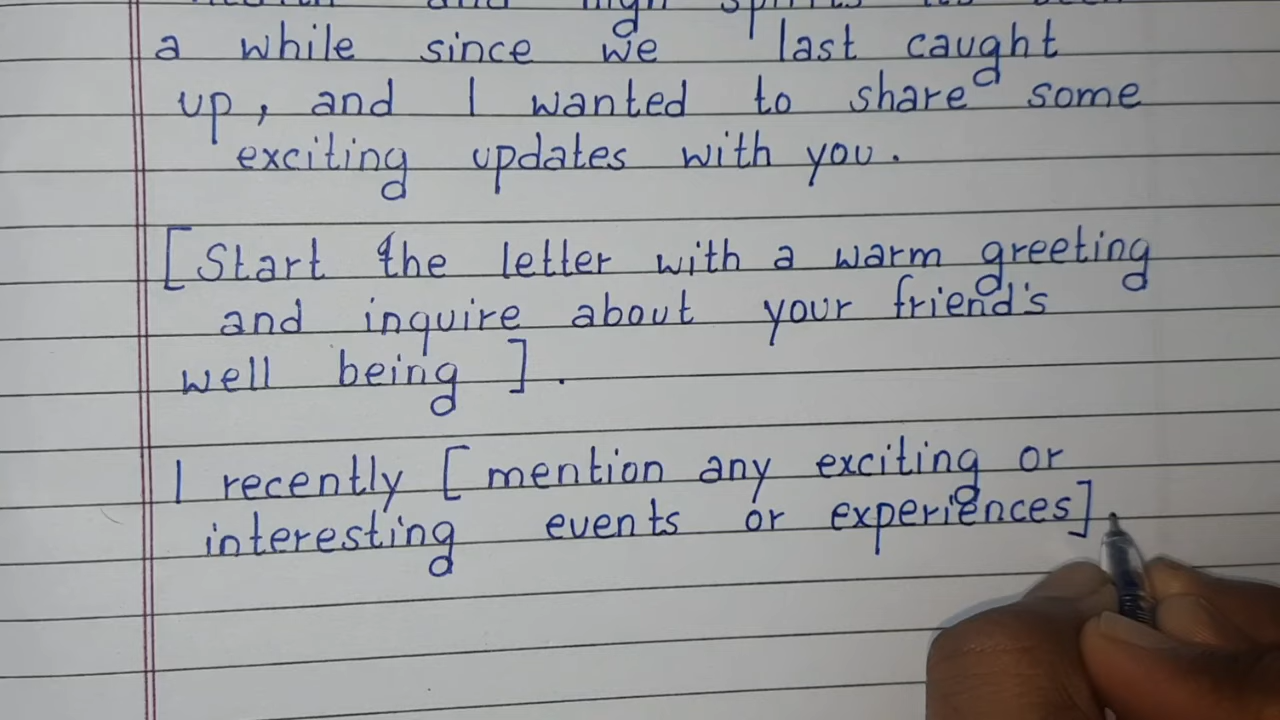 a while since we last caught
up, and I wanted to share some
exciting updates with you.
[Start the letter with a warm greeting
and inquire about your friend's
well being].
I recently [mention any exciting or
interesting events or experiences].